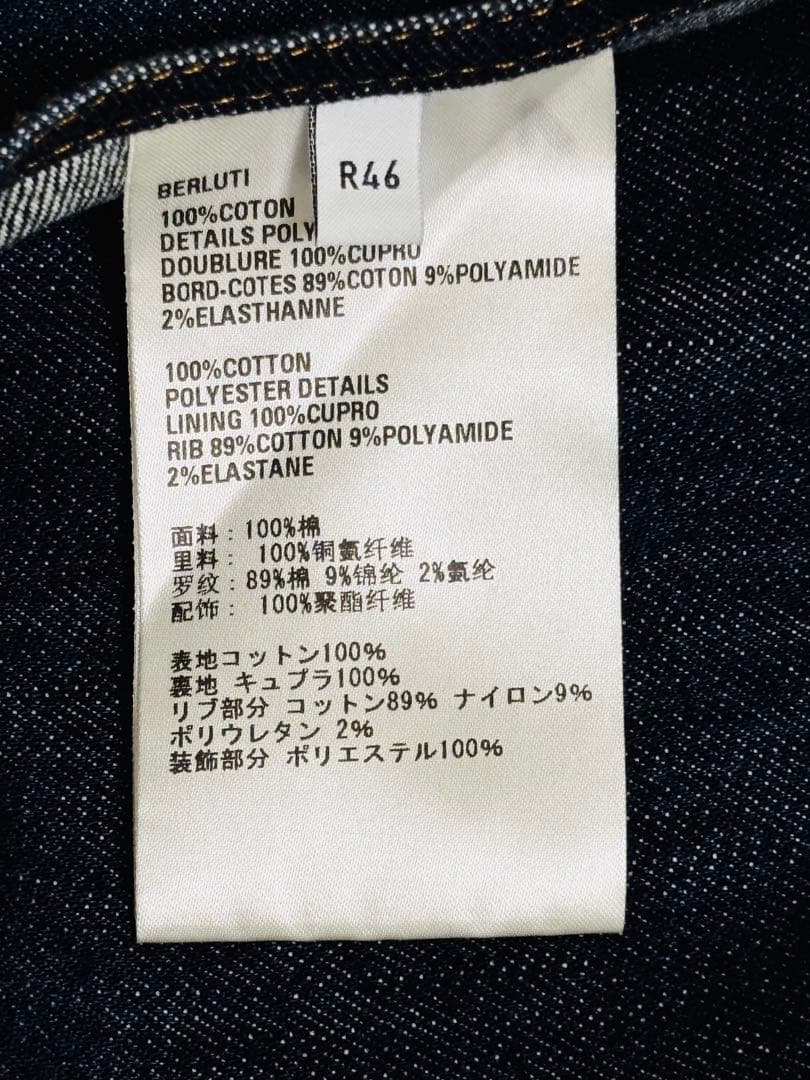 BERLUTI
R46
100%COTON
DETAILS POLY
DOUBLURE 100%CUPRO
BORD-COTES 89%COTON 9%POLYAMIDE
2%ELASTHANNE
100%COTTON
POLYESTER DETAILS
LINING 100%CUPRO
RIB 89%COTTON 9%POLYAMIDE
2%ELASTANE
面料： 100%棉
里料： 100%铜氨纤维
罗纹：89%棉 9%锦纶 2%氨纶
配饰： 100%聚酯纤维
表地コットン100%
裏地 キュプラ100%
リブ部分 コットン89% ナイロン9%
ポリウレタン 2%
装飾部分 ポリエステル100%